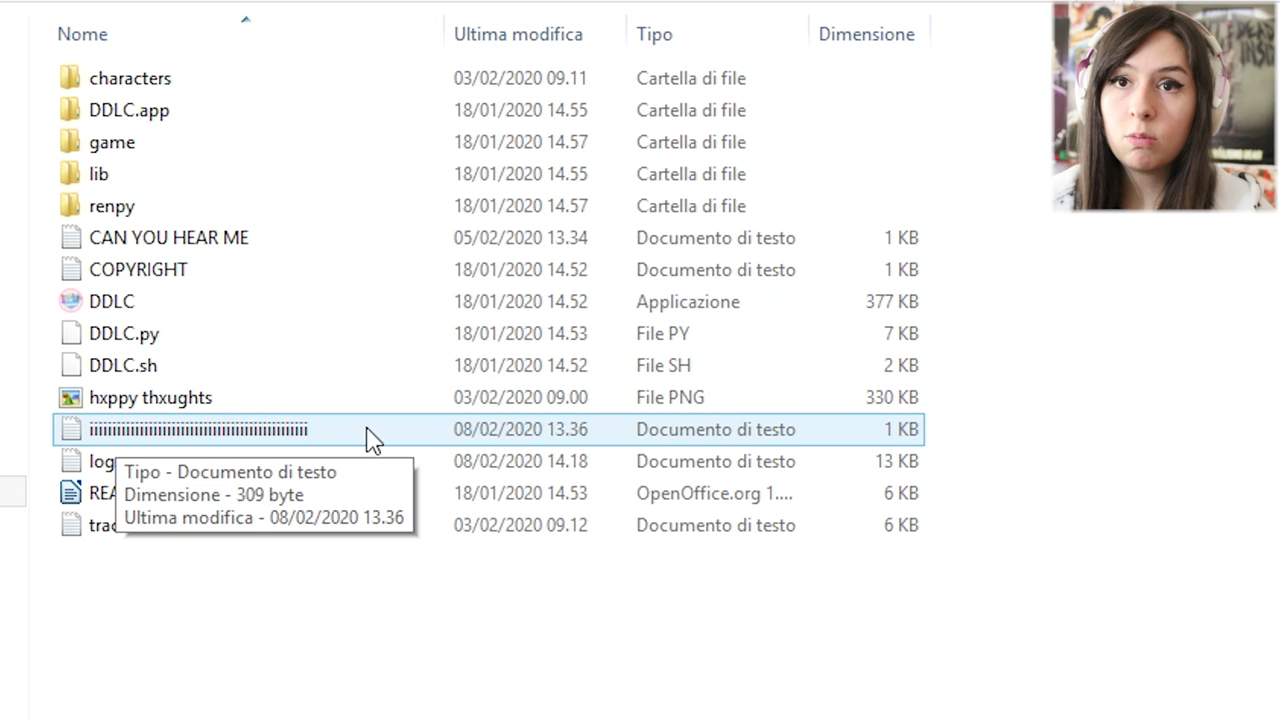 Nome Ultima modifica Tipo Dimensione
characters 03/02/2020 09.11 Cartella di file
DDLC.app 18/01/2020 14.55 Cartella di file
game 18/01/2020 14.57 Cartella di file
lib 18/01/2020 14.55 Cartella di file
renpy 18/01/2020 14.57 Cartella di file
CAN YOU HEAR ME 05/02/2020 13.34 Documento di testo 1 KB
COPYRIGHT 18/01/2020 14.52 Documento di testo 1 KB
DDLC 18/01/2020 14.52 Applicazione 377 KB
DDLC.py 18/01/2020 14.53 File PY 7 KB
DDLC.sh 18/01/2020 14.52 File SH 2 KB
hxppy thxughts 03/02/2020 09.00 File PNG 330 KB
08/02/2020 13.36 Documento di testo 1 KB
log 08/02/2020 14.18 Documento di testo 13 KB
REA 18/01/2020 14.53 OpenOffice.org 1.... 6 KB
trac 03/02/2020 09.12 Documento di testo 6 KB
Tipo - Documento di testo
Dimensione - 309 byte
Ultima modifica - 08/02/2020 13.36